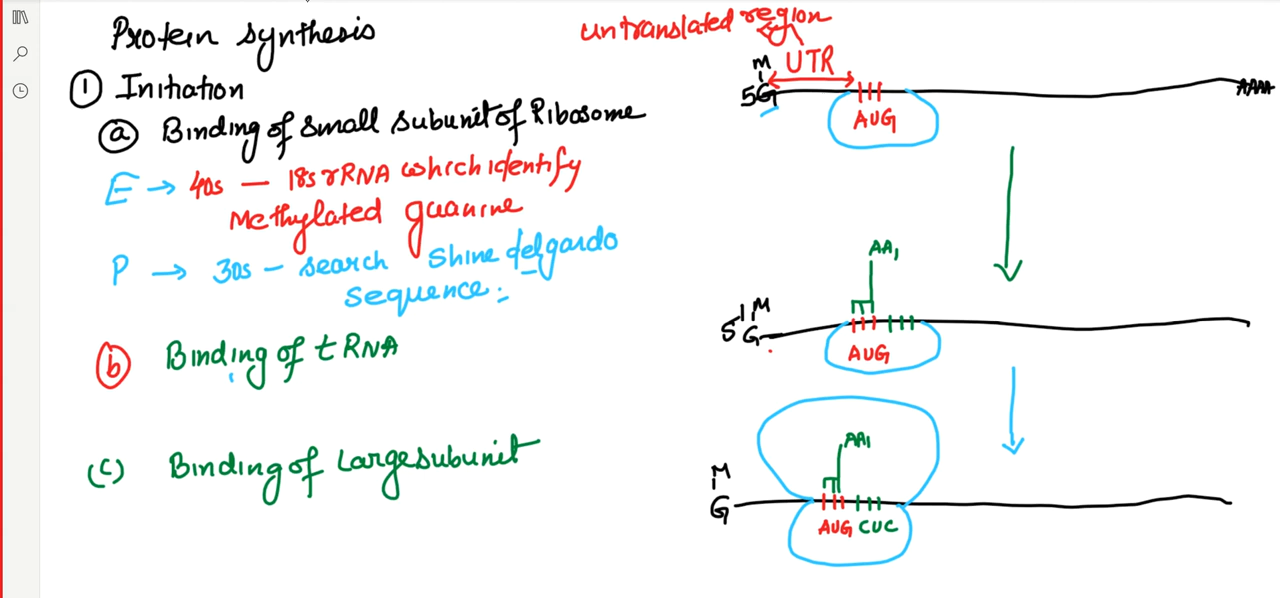 Protein synthesis
① Initiation
ⓐ Binding of small subunit of Ribosome
E → 40s — 18s rRNA which identify
Methylated guanine
P → 30s – search Shine delgardo
sequence:
ⓑ Binding of tRNA
(c) Binding of Large subunit
untranslated region
M UTR
5G AAAA
AUG
AA1
M
5 G
AUG
AA1
M
G
AUG CUC